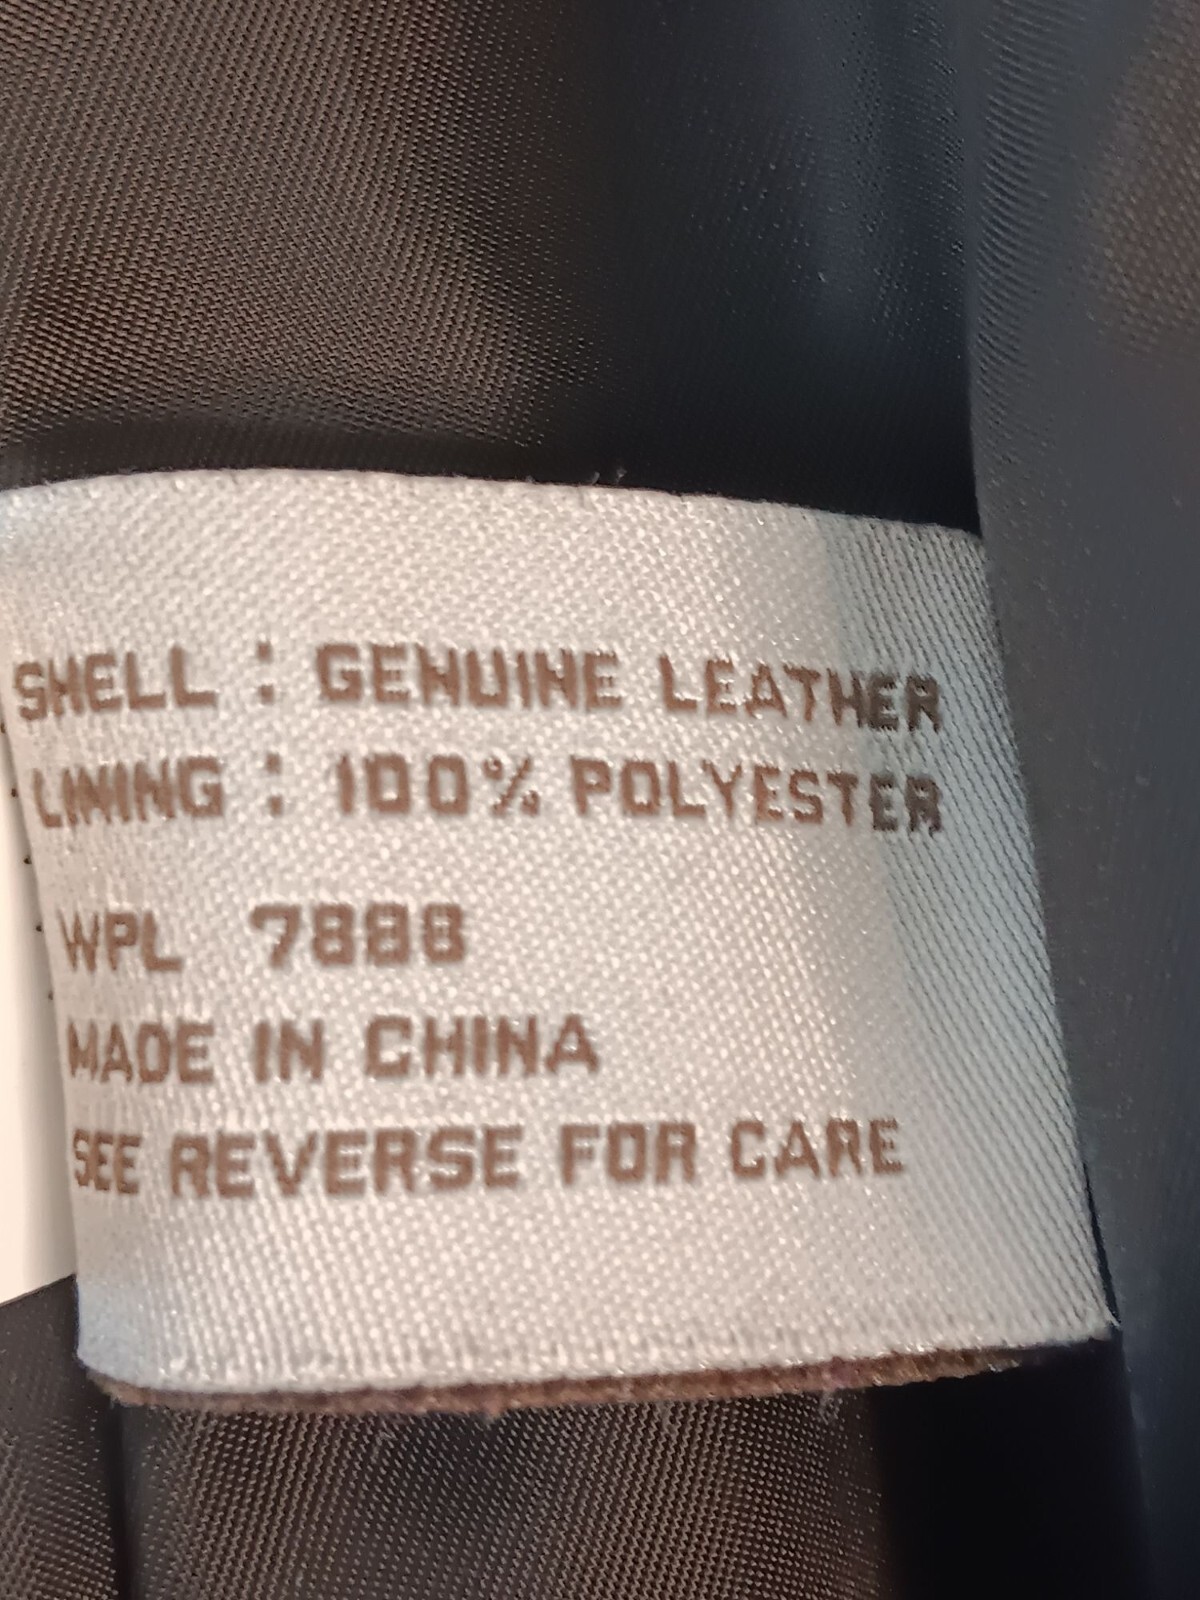 SHELL : GENUINE LEATHER
LINING : 100% POLYESTER
WPL 7888
MADE IN CHINA
SEE REVERSE FOR CARE